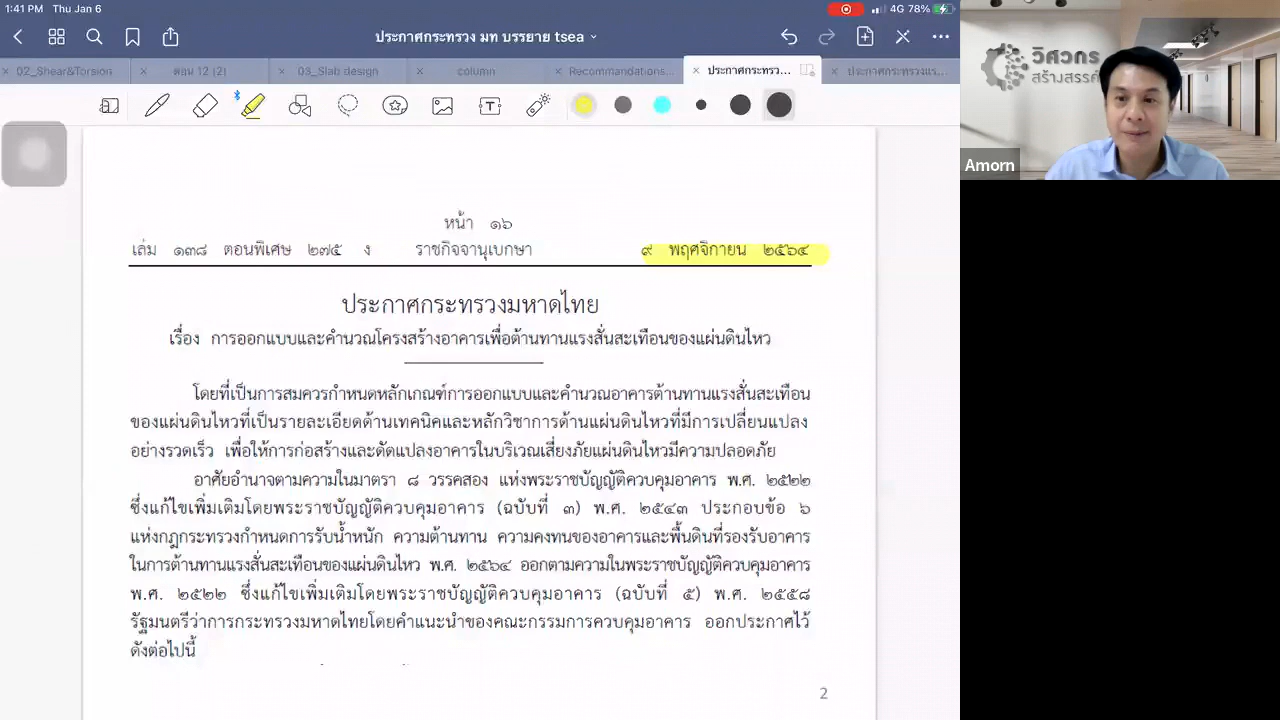 1:41 PM Thu Jan 6
4G 78%
ประกาศกระทรวง มท บรรยาย tsea
02_Shear&Torsion
ตอน 12 (2)
03_Slab design
column
Recommandations...
ประกาศกระทรว...
ประกาศกระทรวงแร...
หน้า ๑๖
เล่ม ๑๓๘ ตอนพิเศษ ๒๗๕ ง ราชกิจจานุเบกษา ๙ พฤศจิกายน ๒๕๖๔
ประกาศกระทรวงมหาดไทย
เรื่อง การออกแบบและคำนวณโครงสร้างอาคารเพื่อต้านทานแรงสั่นสะเทือนของแผ่นดินไหว
โดยที่เป็นการสมควรกำหนดหลักเกณฑ์การออกแบบและคำนวณอาคารต้านทานแรงสั่นสะเทือน
ของแผ่นดินไหวที่เป็นรายละเอียดด้านเทคนิคและหลักวิชาการด้านแผ่นดินไหวที่มีการเปลี่ยนแปลง
อย่างรวดเร็ว เพื่อให้การก่อสร้างและดัดแปลงอาคารในบริเวณเสี่ยงภัยแผ่นดินไหวมีความปลอดภัย
อาศัยอำนาจตามความในมาตรา ๘ วรรคสอง แห่งพระราชบัญญัติควบคุมอาคาร พ.ศ. ๒๕๒๒
ซึ่งแก้ไขเพิ่มเติมโดยพระราชบัญญัติควบคุมอาคาร (ฉบับที่ ๓) พ.ศ. ๒๕๔๓ ประกอบข้อ ๖
แห่งกฎกระทรวงกำหนดการรับน้ำหนัก ความต้านทาน ความคงทนของอาคารและพื้นดินที่รองรับอาคาร
ในการต้านทานแรงสั่นสะเทือนของแผ่นดินไหว พ.ศ. ๒๕๖๔ ออกตามความในพระราชบัญญัติควบคุมอาคาร
พ.ศ. ๒๕๒๒ ซึ่งแก้ไขเพิ่มเติมโดยพระราชบัญญัติควบคุมอาคาร (ฉบับที่ ๕) พ.ศ. ๒๕๕๘
รัฐมนตรีว่าการกระทรวงมหาดไทยโดยคำแนะนำของคณะกรรมการควบคุมอาคาร ออกประกาศไว้
ดังต่อไปนี้
2
วิศวกร
สร้างสรรค์
Amorn